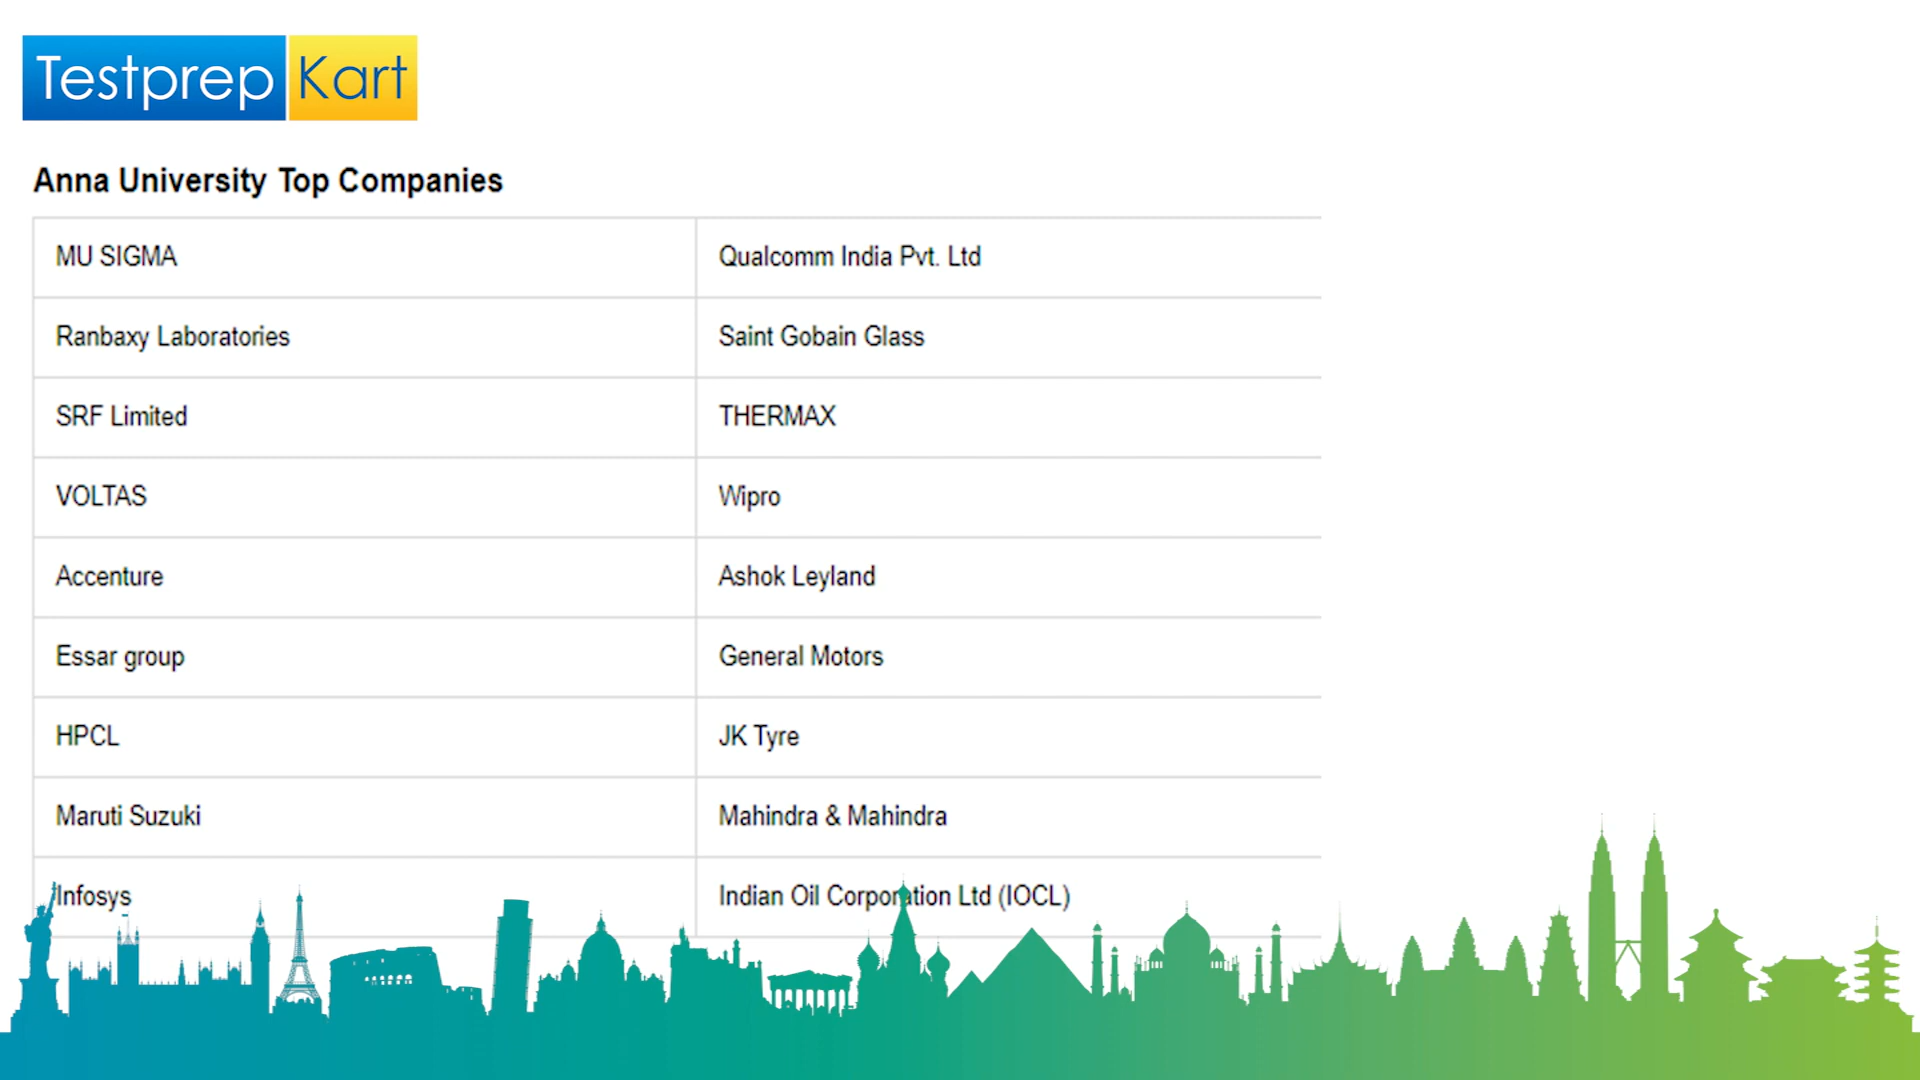 Testprep Kart
Anna University Top Companies
MU SIGMA Qualcomm India Pvt. Ltd
Ranbaxy Laboratories Saint Gobain Glass
SRF Limited THERMAX
VOLTAS Wipro
Accenture Ashok Leyland
Essar group General Motors
HPCL JK Tyre
Maruti Suzuki Mahindra & Mahindra
Infosys Indian Oil Corporation Ltd (IOCL)